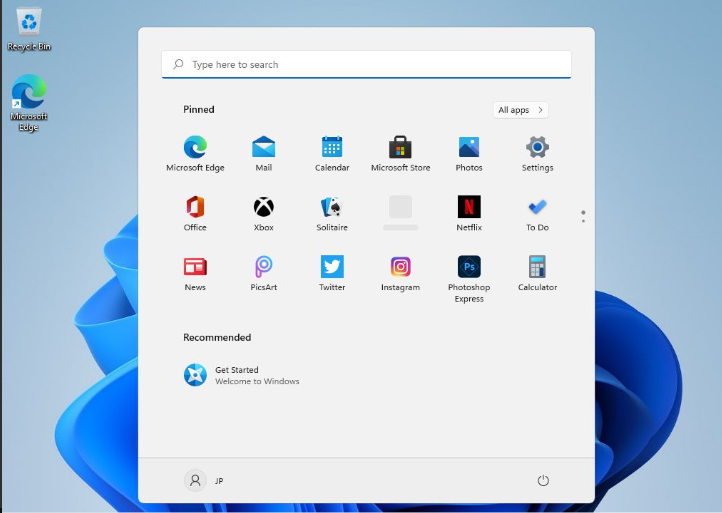 Recycle Bin
Microsoft
Edge
Type here to search
Pinned
All apps
Microsoft Edge
Mail
Calendar
Microsoft Store
Photos
Settings
Office
Xbox
Solitaire
Netflix
To Do
News
PicsArt
Twitter
Instagram
Photoshop
Express
Calculator
Recommended
Get Started
Welcome to Windows
JP